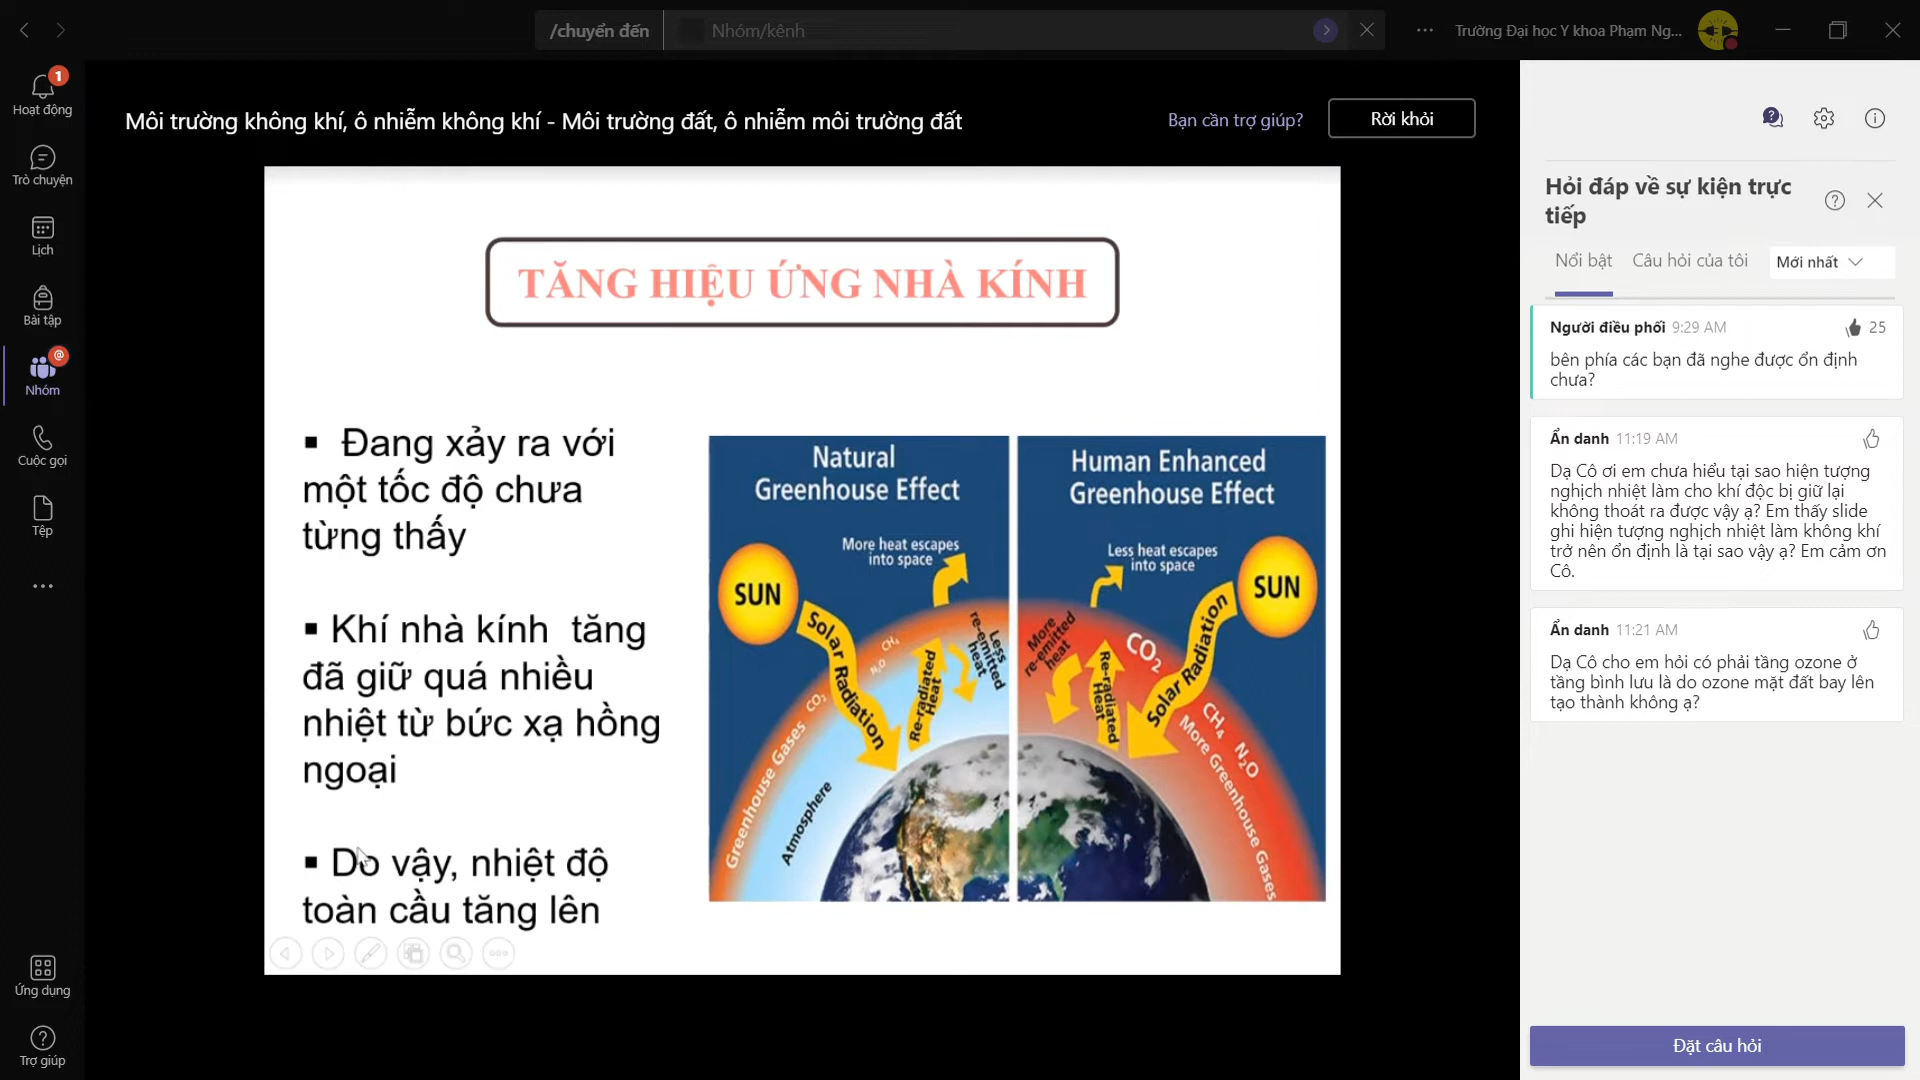 /chuyển đến
Nhóm/kênh
Trường Đại học Y khoa Phạm Ng...
1
Hoạt động
Trò chuyện
Lịch
Bài tập
@
Nhóm
Cuộc gọi
Tệp
Ứng dụng
Trợ giúp
Môi trường không khí, ô nhiễm không khí - Môi trường đất, ô nhiễm môi trường đất
Bạn cần trợ giúp?
Rời khỏi
TĂNG HIỆU ỨNG NHÀ KÍNH
▪ Đang xảy ra với
một tốc độ chưa
từng thấy
▪ Khí nhà kính tăng
đã giữ quá nhiều
nhiệt từ bức xạ hồng
ngoại
▪ Do vậy, nhiệt độ
toàn cầu tăng lên
Natural
Greenhouse Effect
More heat escapes
into space
SUN
Solar Radiation
Re-radiated
Heat
Less
re-emitted
heat
CH4
N2O
CO2
Greenhouse Gases
Atmosphere
Human Enhanced
Greenhouse Effect
Less heat escapes
into space
SUN
Solar Radiation
More
re-emitted
heat
Re-radiated
Heat
CO2
CH4
N2O
More Greenhouse Gases
Hỏi đáp về sự kiện trực
tiếp
Nổi bật
Câu hỏi của tôi
Mới nhất
Người điều phối 9:29 AM
25
bên phía các bạn đã nghe được ổn định
chưa?
Ẩn danh 11:19 AM
Dạ Cô ơi em chưa hiểu tại sao hiện tượng
nghịch nhiệt làm cho khí độc bị giữ lại
không thoát ra được vậy ạ? Em thấy slide
ghi hiện tượng nghịch nhiệt làm không khí
trở nên ổn định là tại sao vậy ạ? Em cảm ơn
Cô.
Ẩn danh 11:21 AM
Dạ Cô cho em hỏi có phải tầng ozone ở
tầng bình lưu là do ozone mặt đất bay lên
tạo thành không ạ?
Đặt câu hỏi